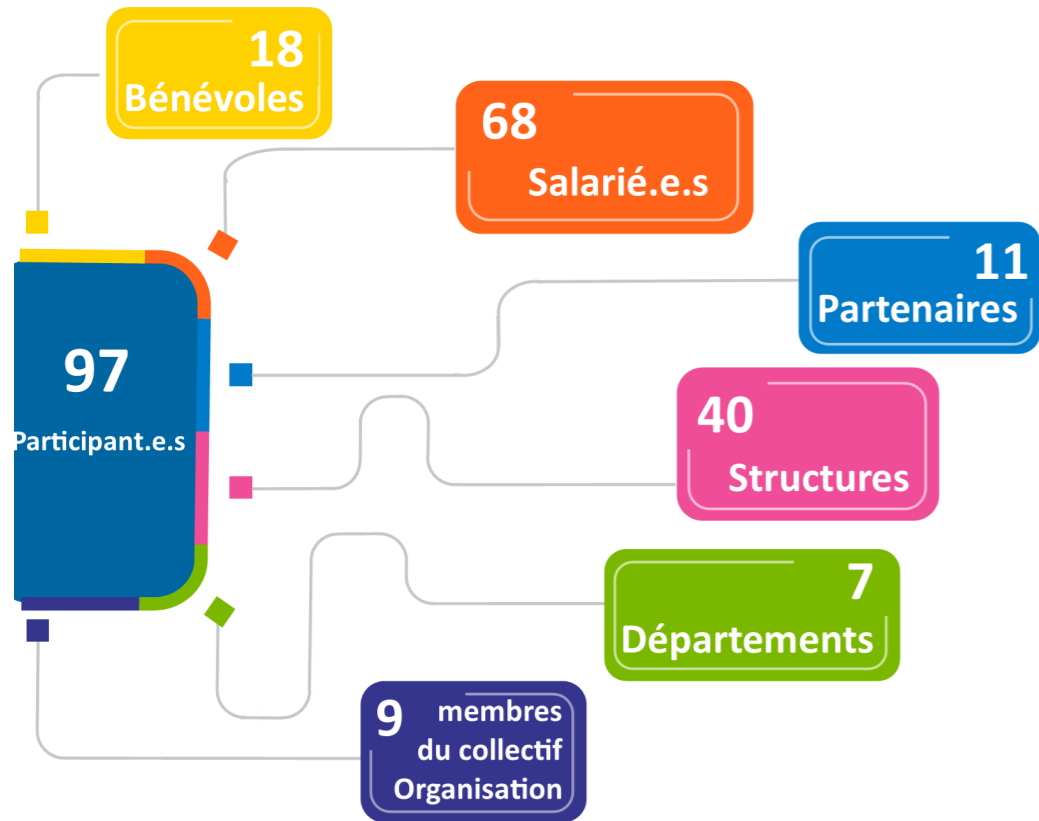 18
Bénévoles
68
Salarié.e.s
11
Partenaires
97
Participant.e.s
40
Structures
7
Départements
9 membres
du collectif
Organisation